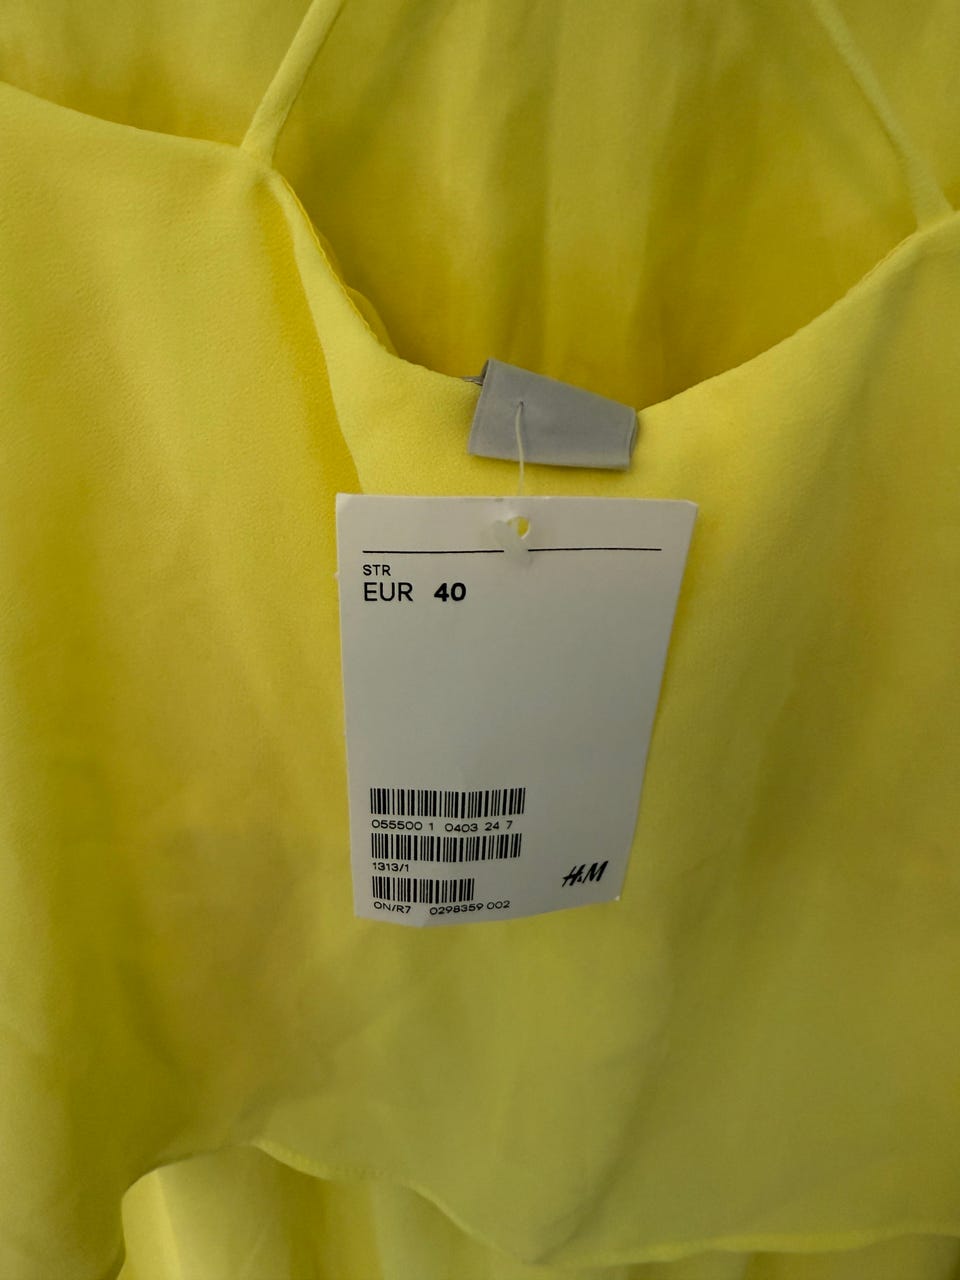 STR
EUR 40
055500 1 0403 24 7
1313/1
H&M
ON/R7 0298359 002